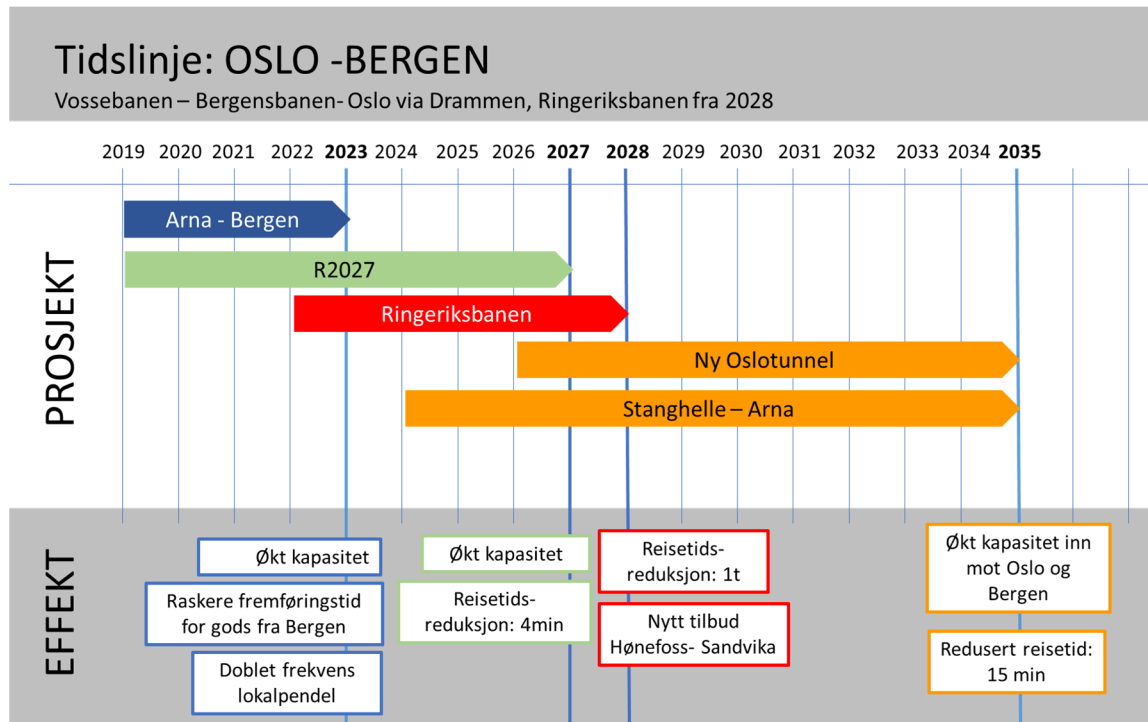 Tidslinje: OSLO -BERGEN
Vossebanen – Bergensbanen- Oslo via Drammen, Ringeriksbanen fra 2028
2019 2020 2021 2022 2023 2024 2025 2026 2027 2028 2029 2030 2031 2032 2033 2034 2035
PROSJEKT
Arna - Bergen
R2027
Ringeriksbanen
Ny Oslotunnel
Stanghelle – Arna
EFFEKT
Økt kapasitet
Raskere fremføringstid
for gods fra Bergen
Doblet frekvens
lokalpendel
Økt kapasitet
Reisetids-
reduksjon: 4min
Reisetids-
reduksjon: 1t
Nytt tilbud
Hønefoss- Sandvika
Økt kapasitet inn
mot Oslo og
Bergen
Redusert reisetid:
15 min